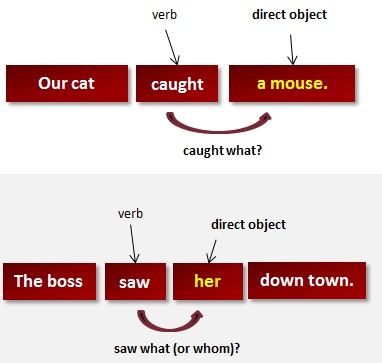 verb direct object
Our cat caught a mouse.
caught what?
verb
direct object
The boss saw her down town.
saw what (or whom)?